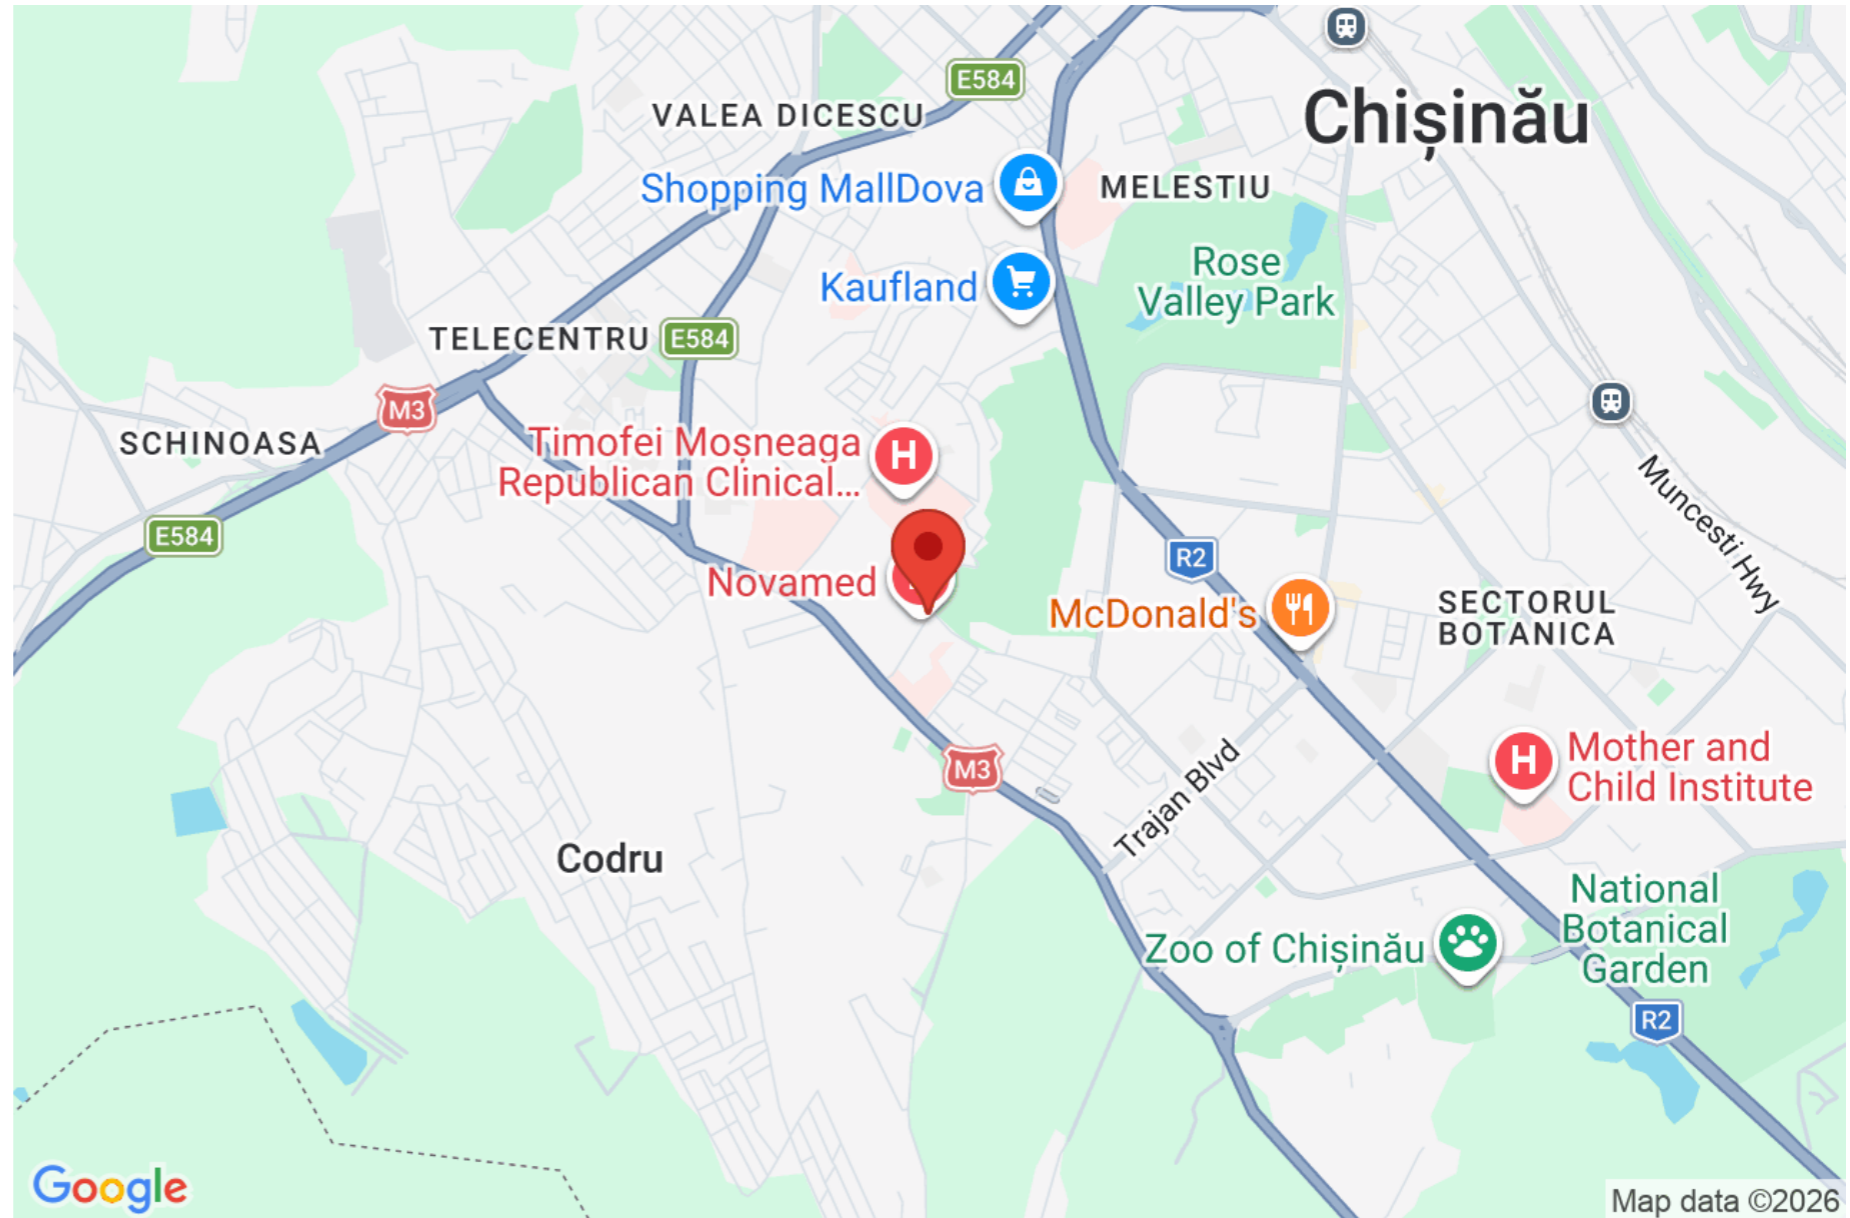 E584
VALEA DICESCU
Chișinău
Shopping MallDova
MELESTIU
Rose
Valley Park
Kaufland
TELECENTRU
E584
M3
SCHINOASA
Timofei Moșneaga
Republican Clinical...
Muncesti Hwy
E584
R2
Novamed
McDonald's
SECTORUL
BOTANICA
M3
Trajan Blvd
Mother and
Child Institute
Codru
National
Botanical
Garden
Zoo of Chișinău
R2
Google
Map data ©2026